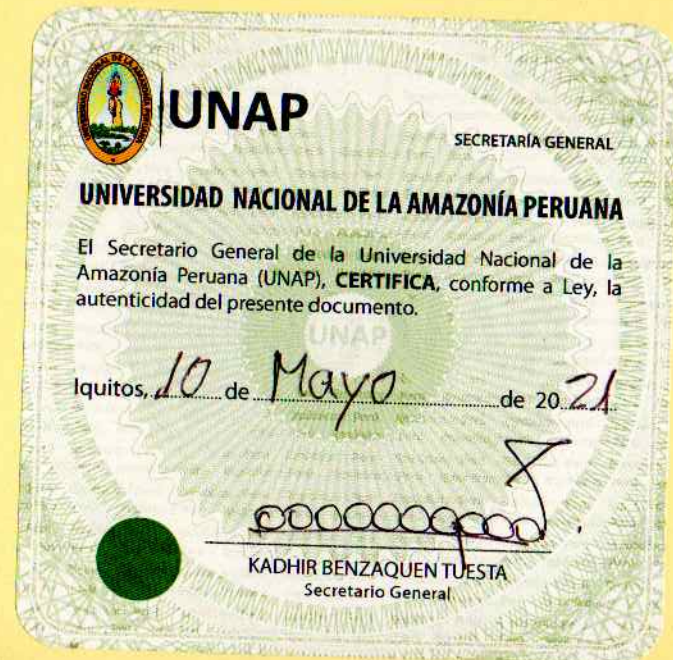 UNAP
SECRETARÍA GENERAL
UNIVERSIDAD NACIONAL DE LA AMAZONÍA PERUANA
El Secretario General de la Universidad Nacional de la
Amazonía Peruana (UNAP), CERTIFICA, conforme a Ley, la
autenticidad del presente documento.
UNAP
Iquitos, 10 de Mayo de 2021
KADHIR BENZAQUEN TUESTA
Secretario General